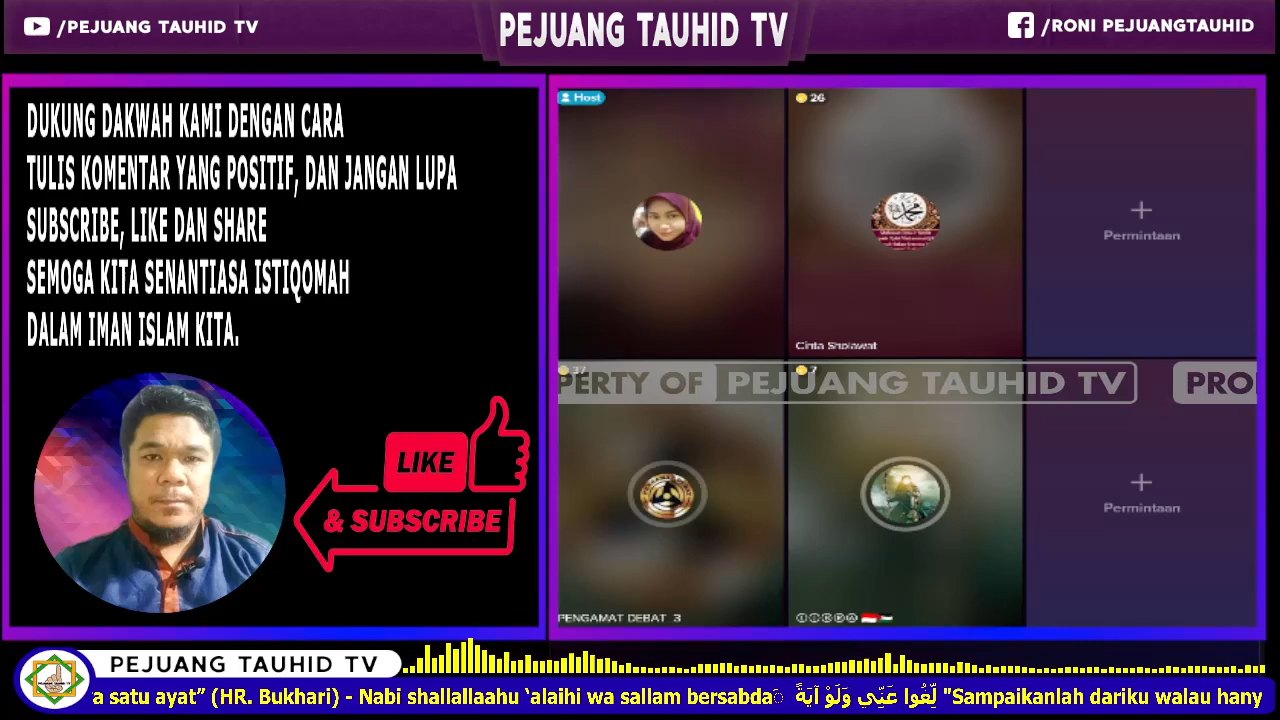 /PEJUANG TAUHID TV
PEJUANG TAUHID TV
/RONI PEJUANGTAUHID
DUKUNG DAKWAH KAMI DENGAN CARA
TULIS KOMENTAR YANG POSITIF, DAN JANGAN LUPA
SUBSCRIBE, LIKE DAN SHARE
SEMOGA KITA SENANTIASA ISTIQOMAH
DALAM IMAN ISLAM KITA.
LIKE
& SUBSCRIBE
Host
26
Permintaan
Cinta Sholawat
37
7
PERTY OF PEJUANG TAUHID TV PRO
Permintaan
PENGAMAT DEBAT 3
PEJUANG TAUHID TV
a satu ayat” (HR. Bukhari) - Nabi shallallaahu ‘alaihi wa sallam bersabda لِّغُوا عَنِّي وَلَوْ آيَةً "Sampaikanlah dariku walau hany